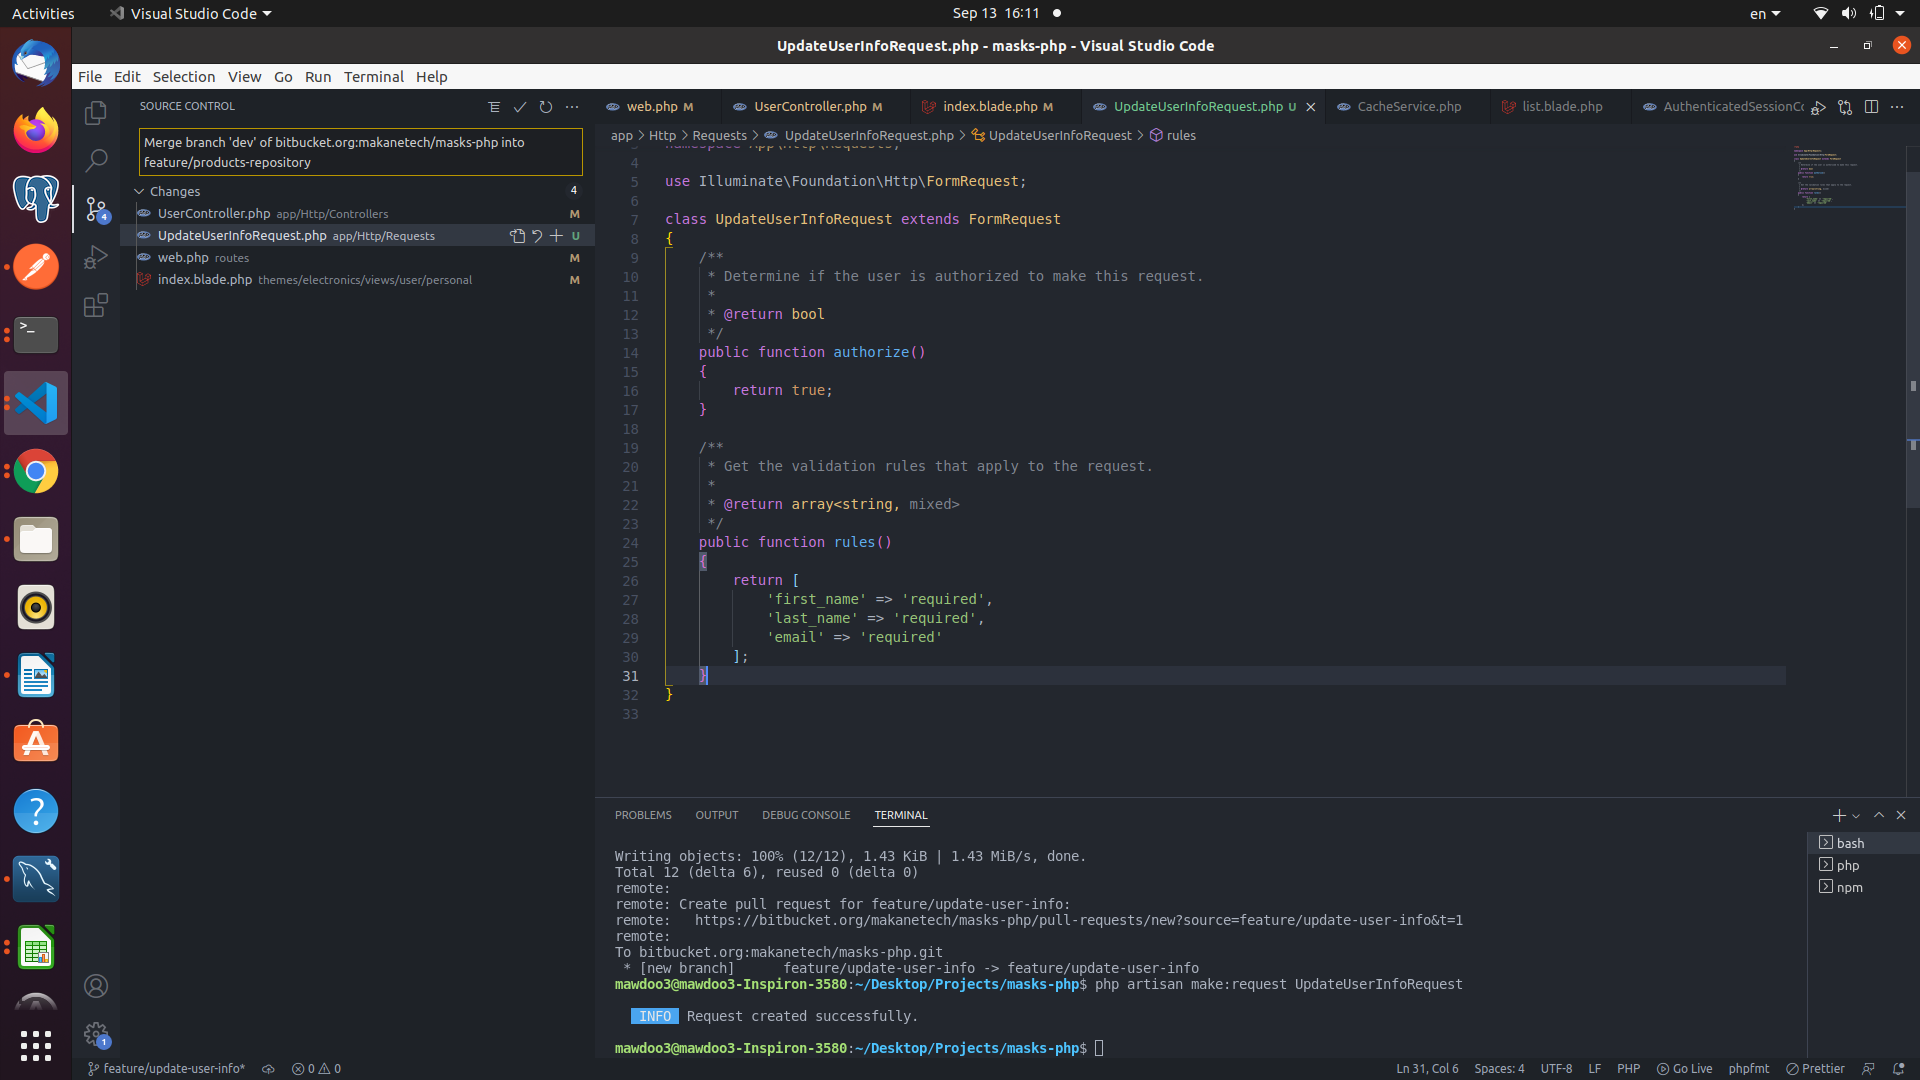 Activities
Visual Studio Code
Sep 13 16:11
en
UpdateUserInfoRequest.php - masks-php - Visual Studio Code
File Edit Selection View Go Run Terminal Help
SOURCE CONTROL
Merge branch 'dev' of bitbucket.org:makanetech/masks-php into
feature/products-repository
Changes 4
UserController.php app/Http/Controllers M
UpdateUserInfoRequest.php app/Http/Requests U
web.php routes M
index.blade.php themes/electronics/views/user/personal M
4
1
web.php M
UserController.php M
index.blade.php M
UpdateUserInfoRequest.php U
CacheService.php
list.blade.php
AuthenticatedSessionCo
app > Http > Requests > UpdateUserInfoRequest.php > UpdateUserInfoRequest > rules
3 namespace App\Http\Requests;
4
5 use Illuminate\Foundation\Http\FormRequest;
6
7 class UpdateUserInfoRequest extends FormRequest
8 {
9 /**
10 * Determine if the user is authorized to make this request.
11 *
12 * @return bool
13 */
14 public function authorize()
15 {
16 return true;
17 }
18
19 /**
20 * Get the validation rules that apply to the request.
21 *
22 * @return array<string, mixed>
23 */
24 public function rules()
25 {
26 return [
27 'first_name' => 'required',
28 'last_name' => 'required',
29 'email' => 'required'
30 ];
31 }
32 }
33
PROBLEMS OUTPUT DEBUG CONSOLE TERMINAL
Writing objects: 100% (12/12), 1.43 KiB | 1.43 MiB/s, done.
Total 12 (delta 6), reused 0 (delta 0)
remote:
remote: Create pull request for feature/update-user-info:
remote:   https://bitbucket.org/makanetech/masks-php/pull-requests/new?source=feature/update-user-info&t=1
remote:
To bitbucket.org:makanetech/masks-php.git
* [new branch] feature/update-user-info -> feature/update-user-info
mawdoo3@mawdoo3-Inspiron-3580:~/Desktop/Projects/masks-php$ php artisan make:request UpdateUserInfoRequest
INFO Request created successfully.
mawdoo3@mawdoo3-Inspiron-3580:~/Desktop/Projects/masks-php$
bash
php
npm
feature/update-user-info*
0 0
Ln 31, Col 6 Spaces: 4 UTF-8 LF PHP Go Live phpfmt Prettier